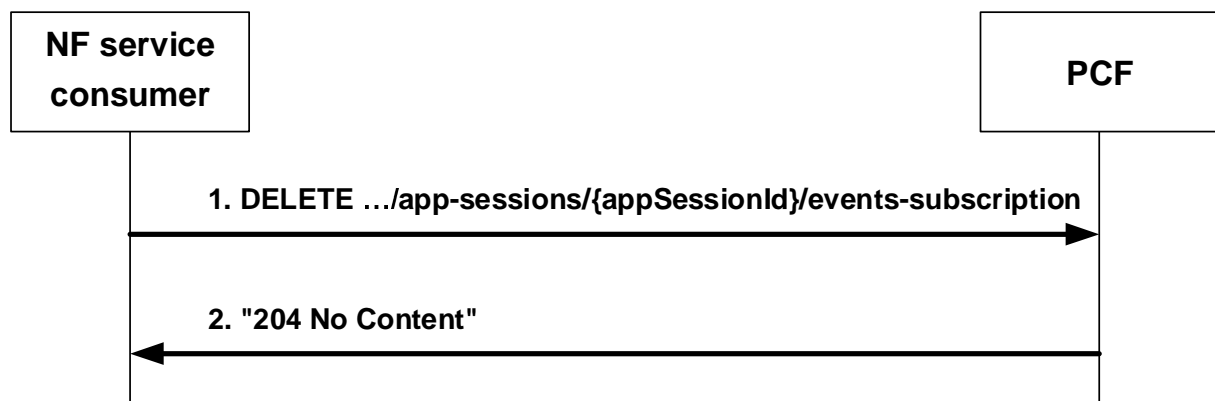 NF service
consumer
PCF
1. DELETE …/app-sessions/{appSessionId}/events-subscription
2. "204 No Content"